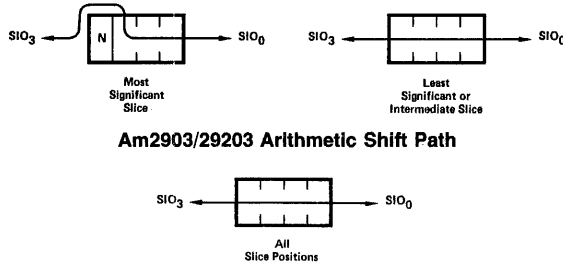 SIO3 N SIO0 SIO3 SIO0
Most Least
Significant Significant or
Slice Intermediate Slice
Am2903/29203 Arithmetic Shift Path
SIO3 SIO0
All
Slice Positions